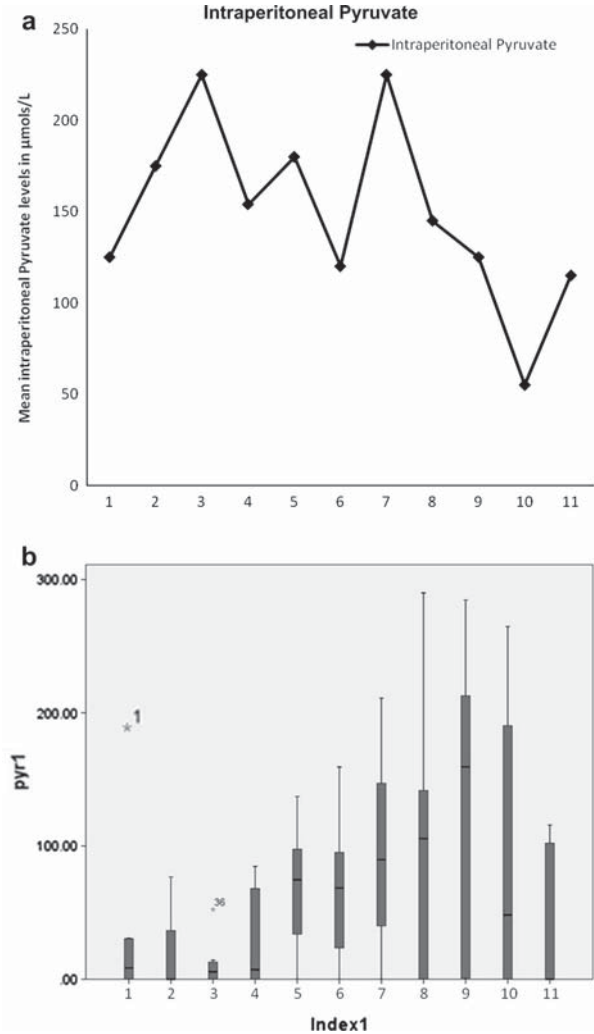 a
Intraperitoneal Pyruvate
Intraperitoneal Pyruvate
Mean intraperitoneal Pyruvate levels in µmols/L
250
200
150
100
50
0
1 2 3 4 5 6 7 8 9 10 11
b
pyr1
300.00
200.00
100.00
.00
*1
36
1 2 3 4 5 6 7 8 9 10 11
Index1